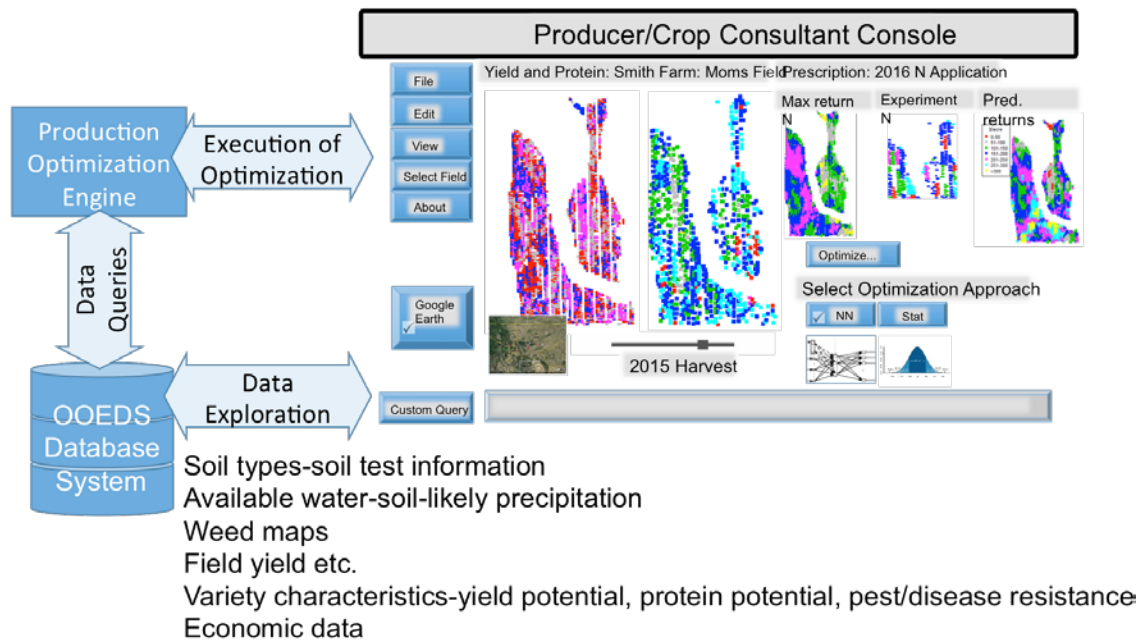 Producer/Crop Consultant Console
Production
Optimization
Engine
Execution of
Optimization
Data
Queries
OOEDS
Database
System
Data
Exploration
File
Edit
View
Select Field
About
Google
Earth
Custom Query
Yield and Protein: Smith Farm: Moms Field
Prescription: 2016 N Application
Max return
N
Experiment
N
Pred.
returns
2015 Harvest
Optimize...
Select Optimization Approach
NN
Stat
Soil types-soil test information
Available water-soil-likely precipitation
Weed maps
Field yield etc.
Variety characteristics-yield potential, protein potential, pest/disease resistance
Economic data